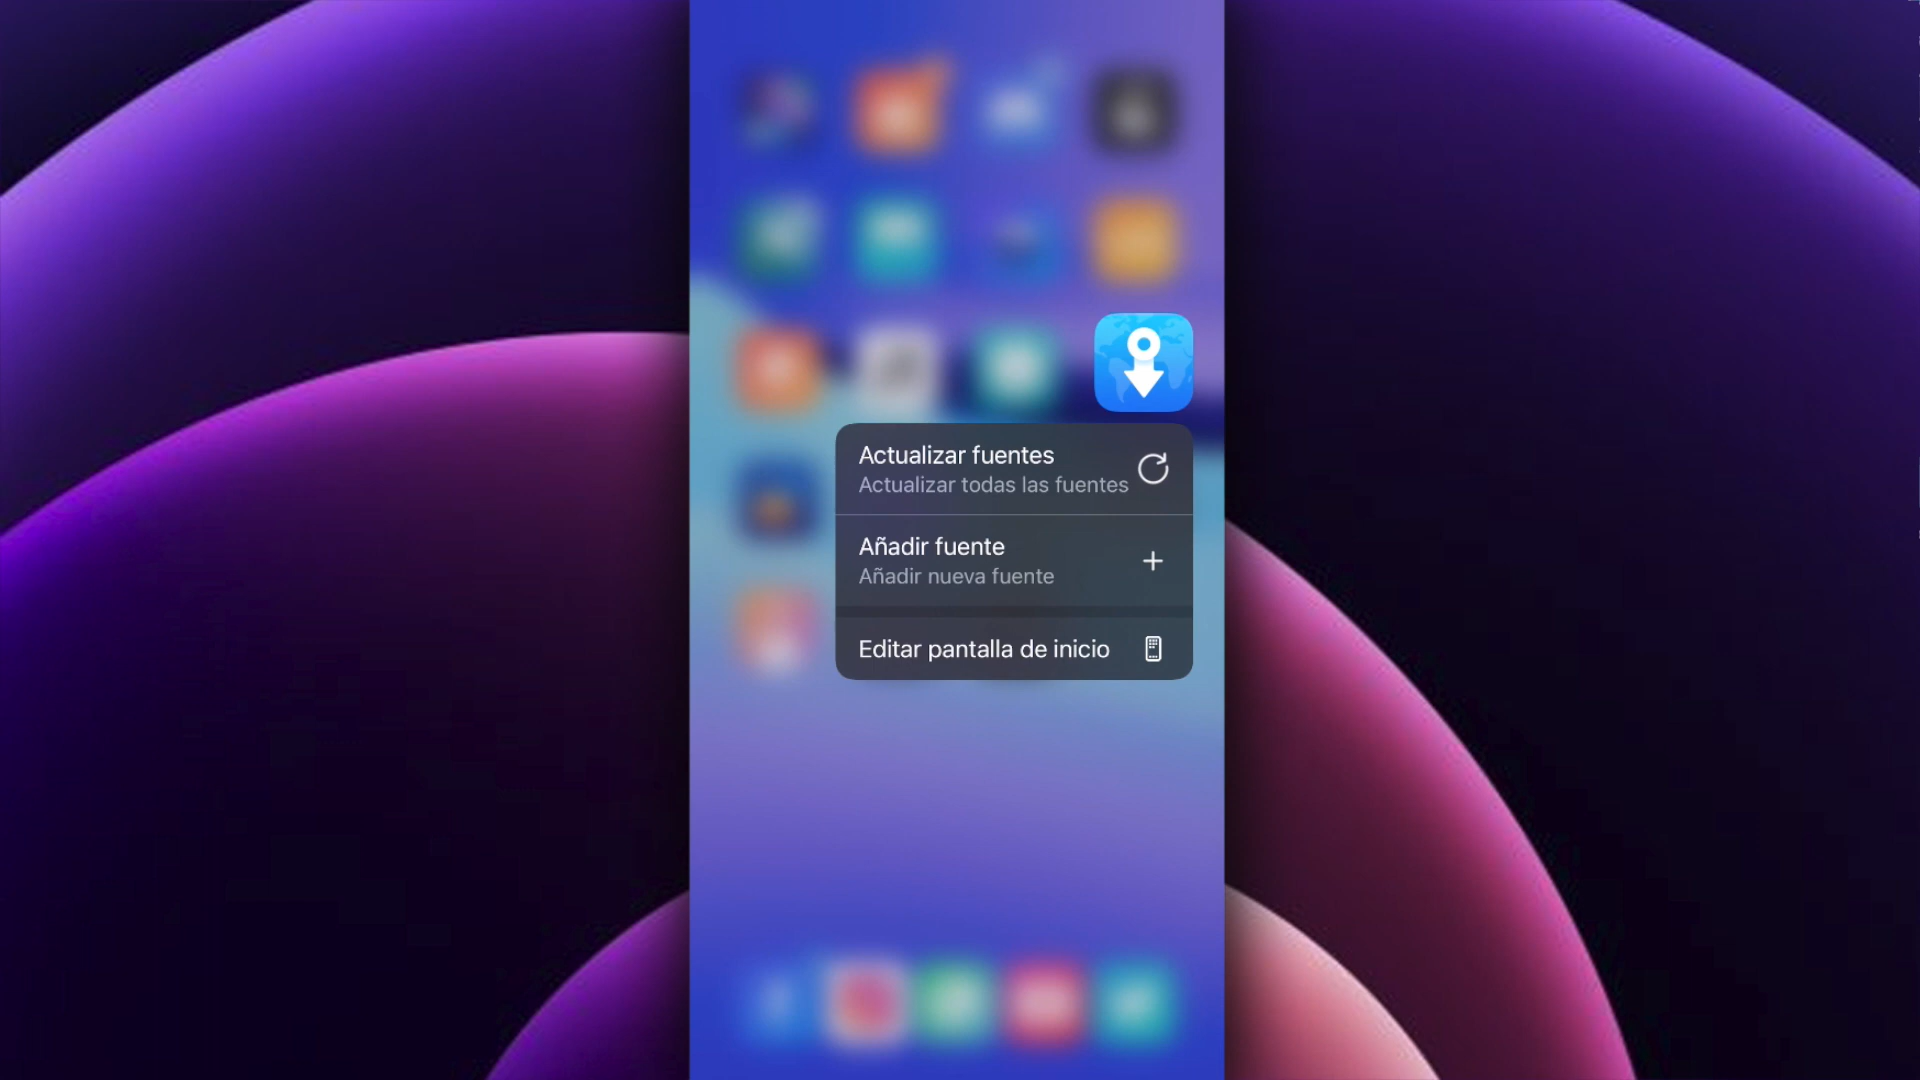 Actualizar fuentes
Actualizar todas las fuentes
Añadir fuente
Añadir nueva fuente
Editar pantalla de inicio